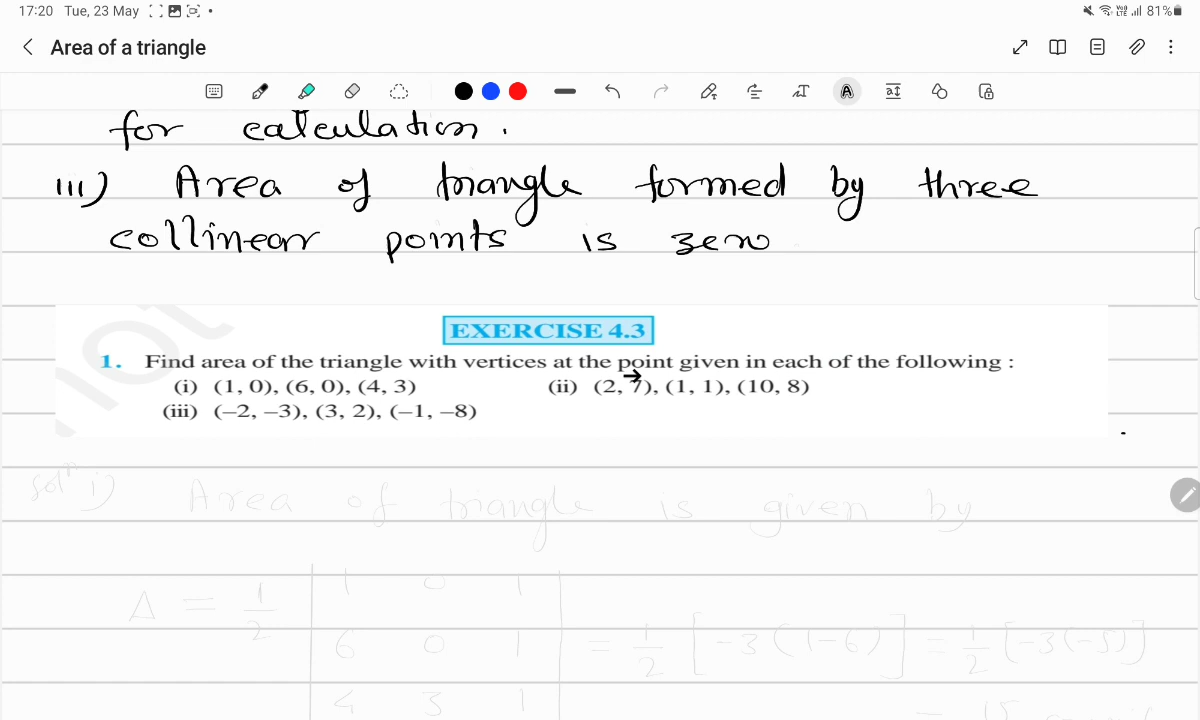 17:20 Tue, 23 May 81%
Area of a triangle
for calculation.
iii) Area of triangle formed by three
collinear points is zero
EXERCISE 4.3
1. Find area of the triangle with vertices at the point given in each of the following :
(i) (1, 0), (6, 0), (4, 3) (ii) (2, 7), (1, 1), (10, 8)
(iii) (–2, –3), (3, 2), (–1, –8)
solⁿ i) Area of triangle is given by
Δ = 1/2 | 1 0 1 |
| 6 0 1 | = 1/2 [-3(1-6)] = 1/2 [-3(-5)]
| 4 3 1 | = 15